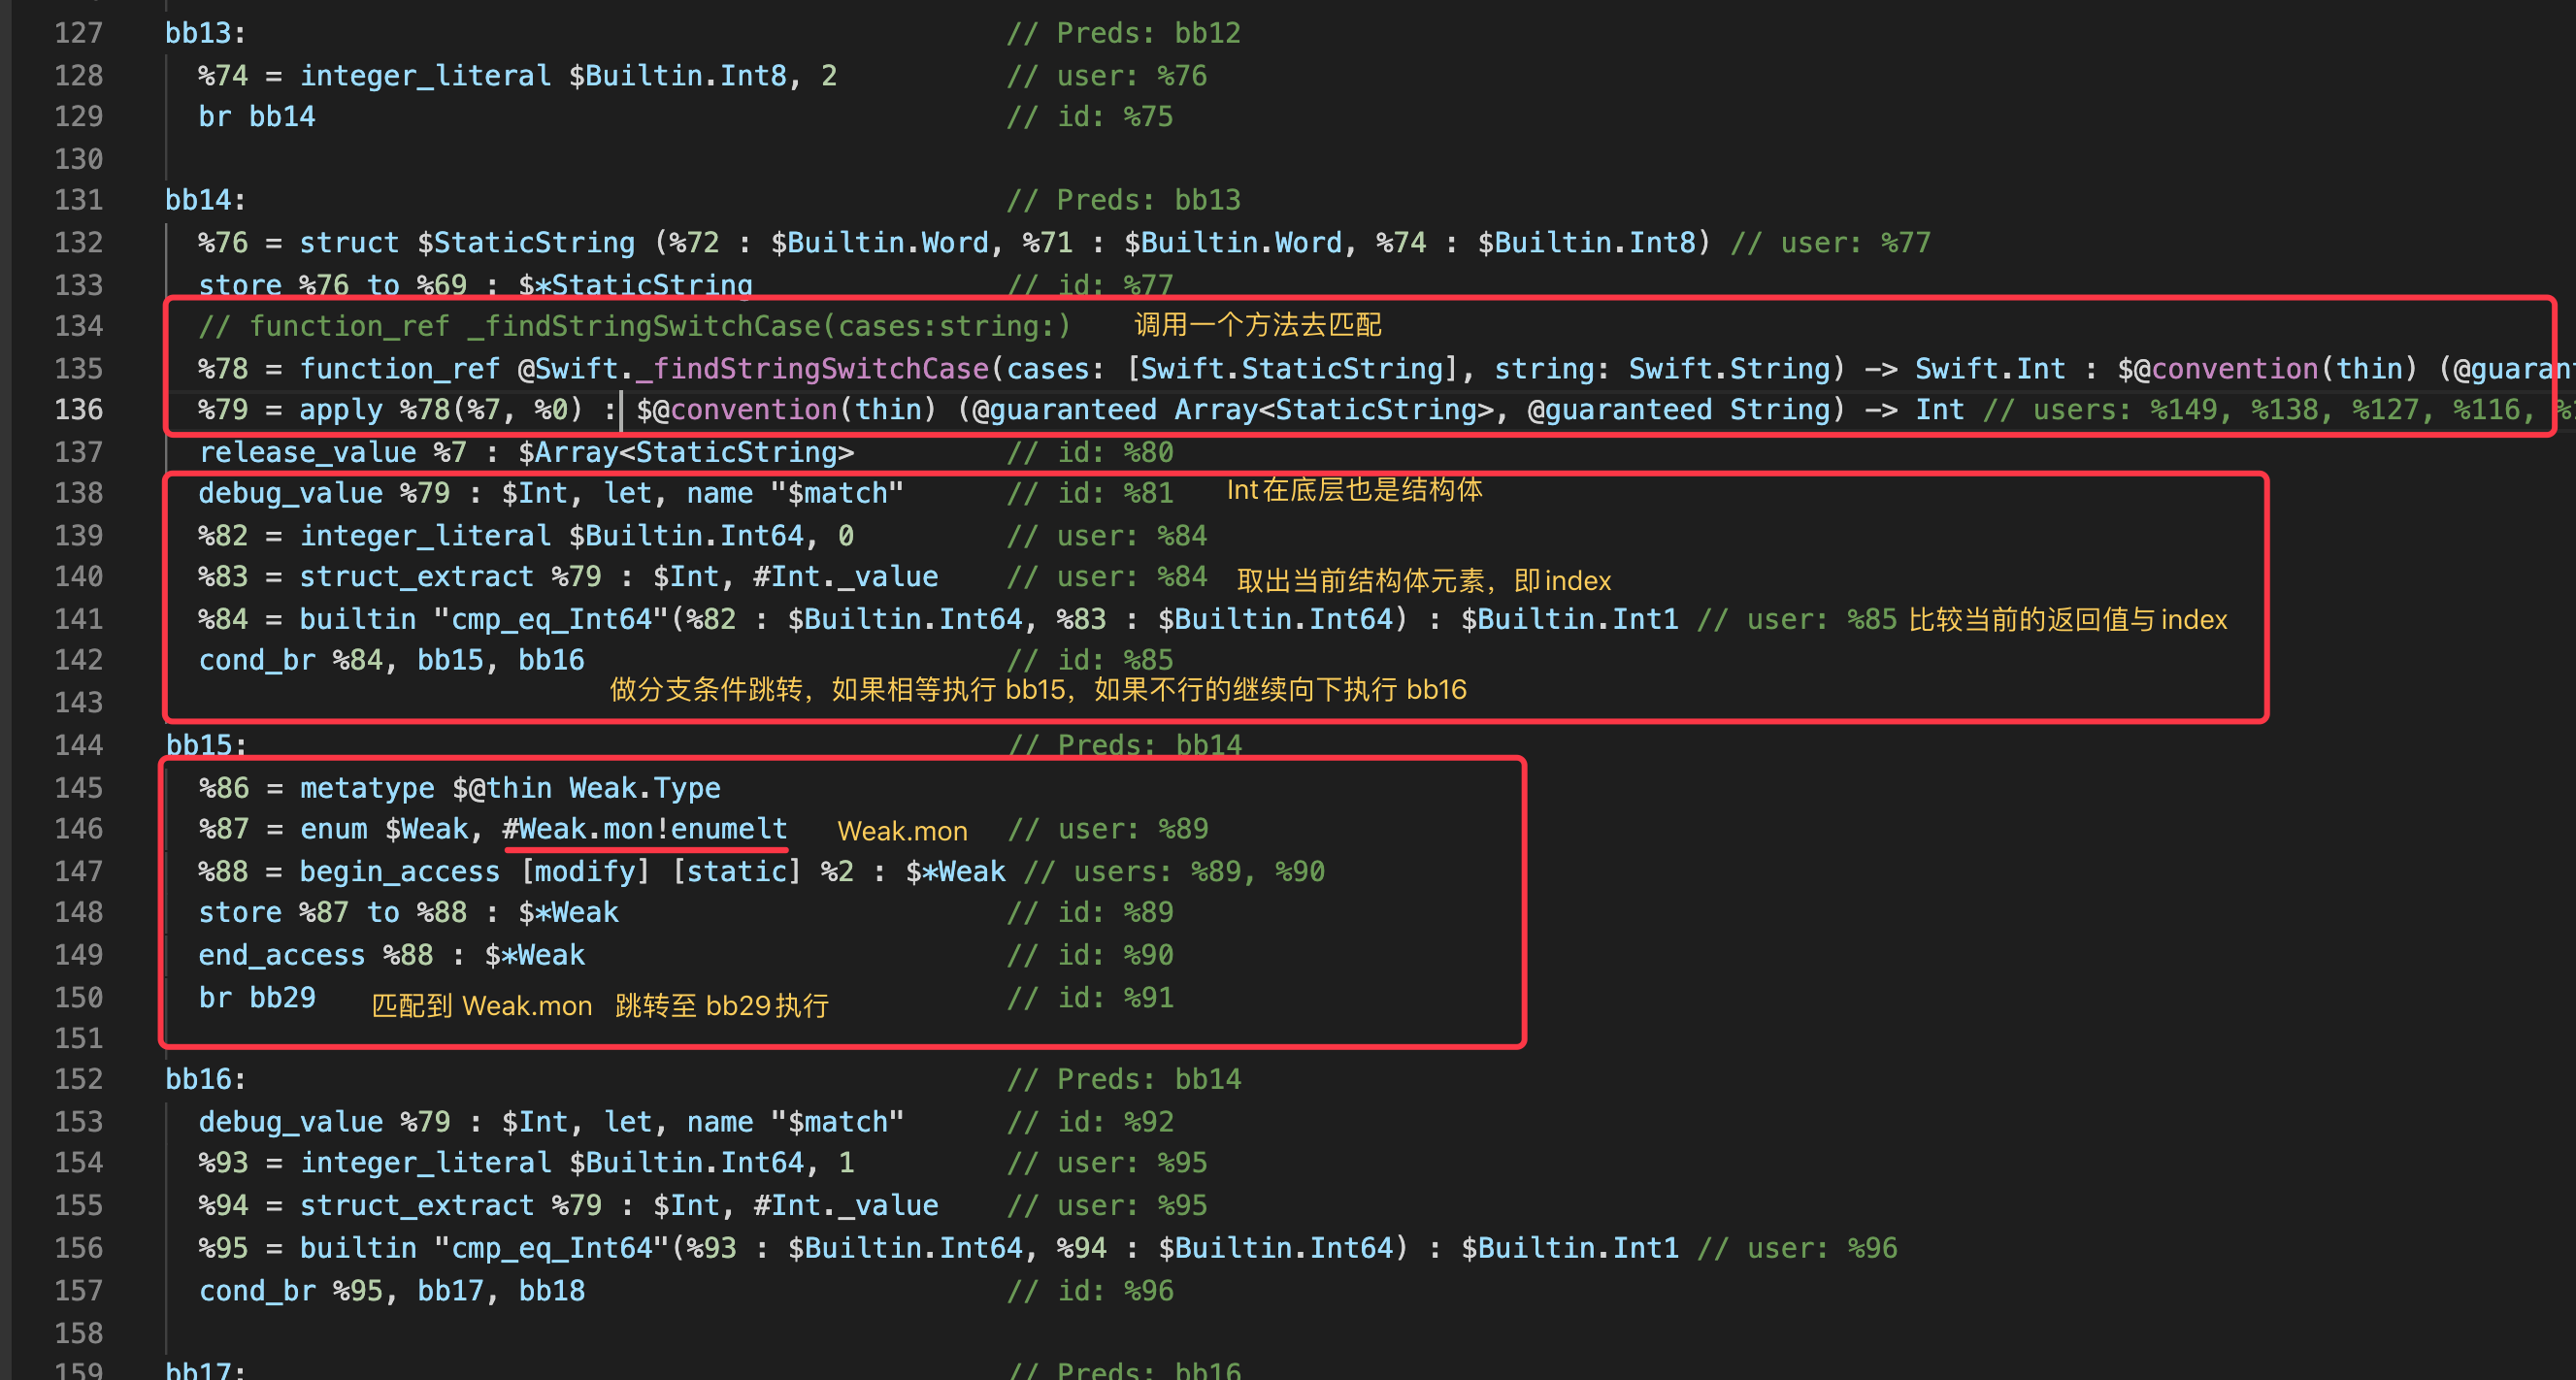 127 bb13: // Preds: bb12
128 %74 = integer_literal $Builtin.Int8, 2 // user: %76
129 br bb14 // id: %75
130
131 bb14: // Preds: bb13
132 %76 = struct $StaticString (%72 : $Builtin.Word, %71 : $Builtin.Word, %74 : $Builtin.Int8) // user: %77
133 store %76 to %69 : $*StaticString // id: %77
134 // function_ref _findStringSwitchCase(cases:string:) 调用一个方法去匹配
135 %78 = function_ref @Swift._findStringSwitchCase(cases: [Swift.StaticString], string: Swift.String) -> Swift.Int : $@convention(thin) (@guaran
136 %79 = apply %78(%7, %0) : $@convention(thin) (@guaranteed Array<StaticString>, @guaranteed String) -> Int // users: %149, %138, %127, %116,
137 release_value %7 : $Array<StaticString> // id: %80
138 debug_value %79 : $Int, let, name "$match" // id: %81 Int在底层也是结构体
139 %82 = integer_literal $Builtin.Int64, 0 // user: %84
140 %83 = struct_extract %79 : $Int, #Int._value // user: %84 取出当前结构体元素，即index
141 %84 = builtin "cmp_eq_Int64"(%82 : $Builtin.Int64, %83 : $Builtin.Int64) : $Builtin.Int1 // user: %85 比较当前的返回值与index
142 cond_br %84, bb15, bb16 // id: %85
143 做分支条件跳转，如果相等执行 bb15，如果不行的继续向下执行 bb16
144 bb15: // Preds: bb14
145 %86 = metatype $@thin Weak.Type
146 %87 = enum $Weak, #Weak.mon!enumelt Weak.mon // user: %89
147 %88 = begin_access [modify] [static] %2 : $*Weak // users: %89, %90
148 store %87 to %88 : $*Weak // id: %89
149 end_access %88 : $*Weak // id: %90
150 br bb29 匹配到 Weak.mon 跳转至 bb29执行 // id: %91
151
152 bb16: // Preds: bb14
153 debug_value %79 : $Int, let, name "$match" // id: %92
154 %93 = integer_literal $Builtin.Int64, 1 // user: %95
155 %94 = struct_extract %79 : $Int, #Int._value // user: %95
156 %95 = builtin "cmp_eq_Int64"(%93 : $Builtin.Int64, %94 : $Builtin.Int64) : $Builtin.Int1 // user: %96
157 cond_br %95, bb17, bb18 // id: %96
158
159 bb17: // Preds: bb16